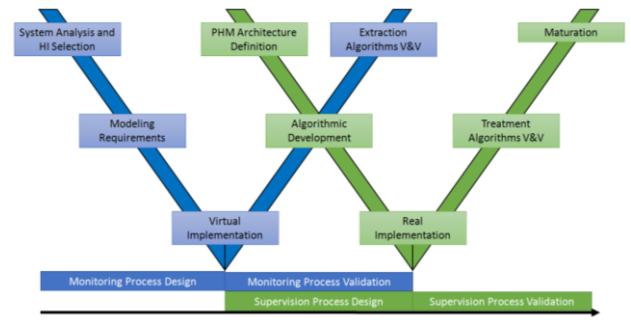 System Analysis and
HI Selection
PHM Architecture
Definition
Extraction
Algorithms V&V
Maturation
Modeling
Requirements
Algorithmic
Development
Treatment
Algorithms V&V
Virtual
Implementation
Real
Implementation
Monitoring Process Design
Monitoring Process Validation
Supervision Process Design
Supervision Process Validation